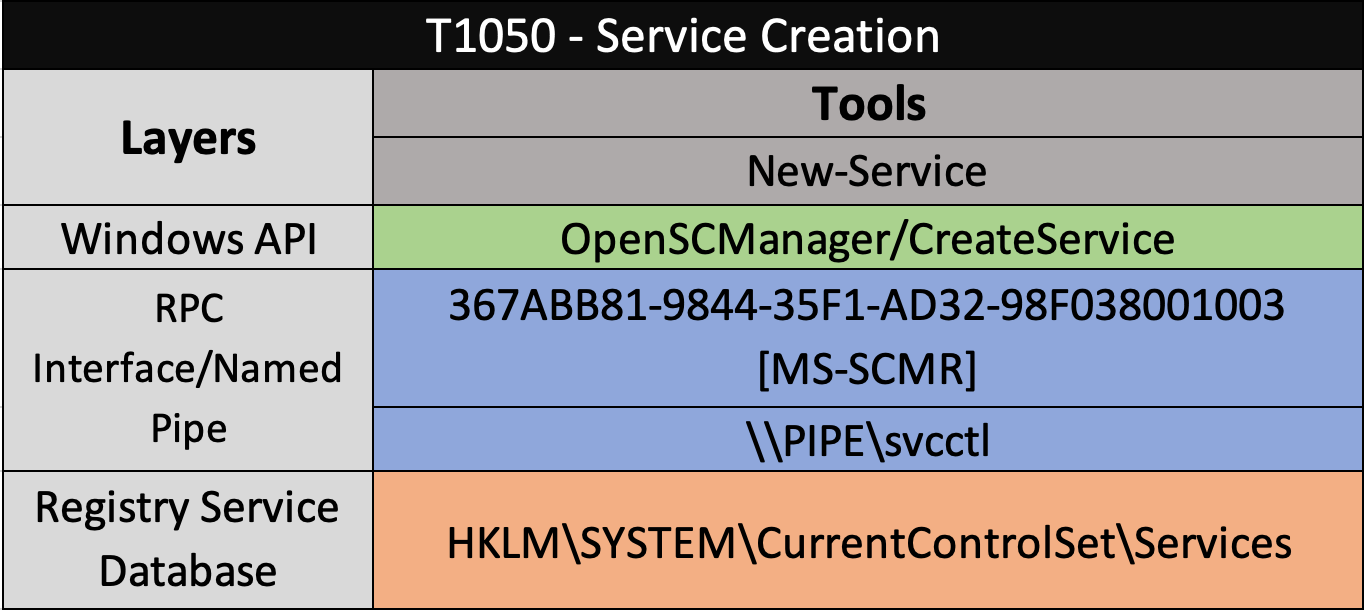 T1050 - Service Creation
Layers
Tools
New-Service
Windows API
OpenSCManager/CreateService
RPC
Interface/Named
Pipe
367ABB81-9844-35F1-AD32-98F038001003
[MS-SCMR]
\\PIPE\svcctl
Registry Service
Database
HKLM\SYSTEM\CurrentControlSet\Services